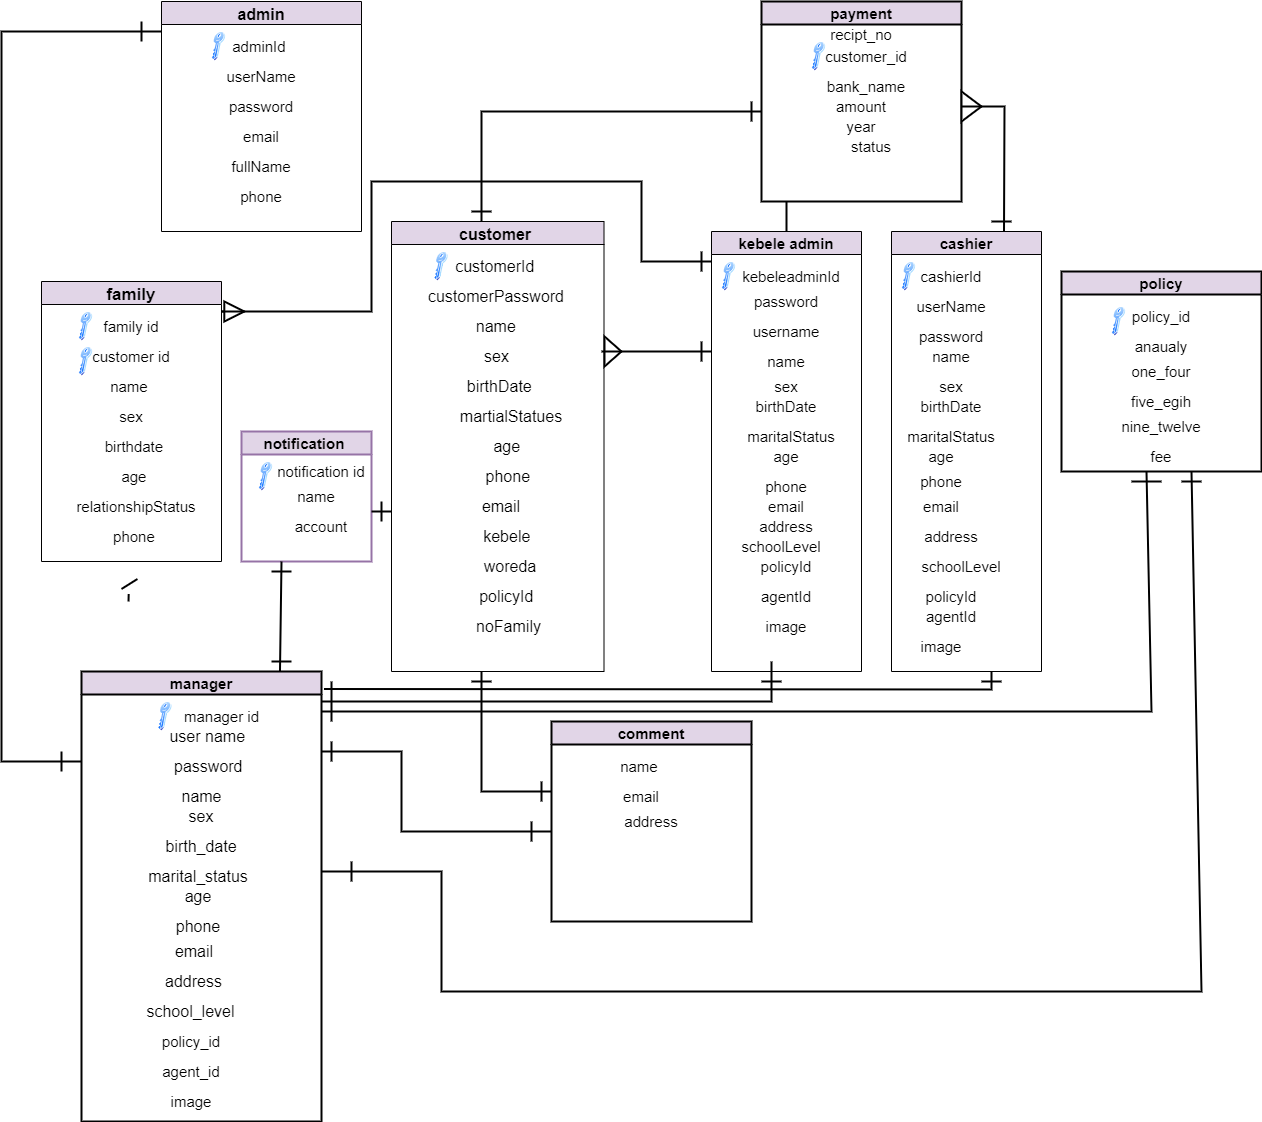 admin
adminId
userName
password
email
fullName
phone
payment
recipt_no
customer_id
bank_name
amount
year
status
customer
customerId
customerPassword
name
sex
birthDate
martialStatues
age
phone
email
kebele
woreda
policyId
noFamily
kebele admin
kebeleadminId
password
username
name
sex
birthDate
maritalStatus
age
phone
email
address
schoolLevel
policyId
agentId
image
cashier
cashierId
userName
password
name
sex
birthDate
maritalStatus
age
phone
email
address
schoolLevel
policyId
agentId
image
policy
policy_id
anaualy
one_four
five_egih
nine_twelve
fee
family
family id
customer id
name
sex
birthdate
age
relationshipStatus
phone
notification
notification id
name
account
manager
manager id
user name
password
name
sex
birth_date
marital_status
age
phone
email
address
school_level
policy_id
agent_id
image
comment
name
email
address